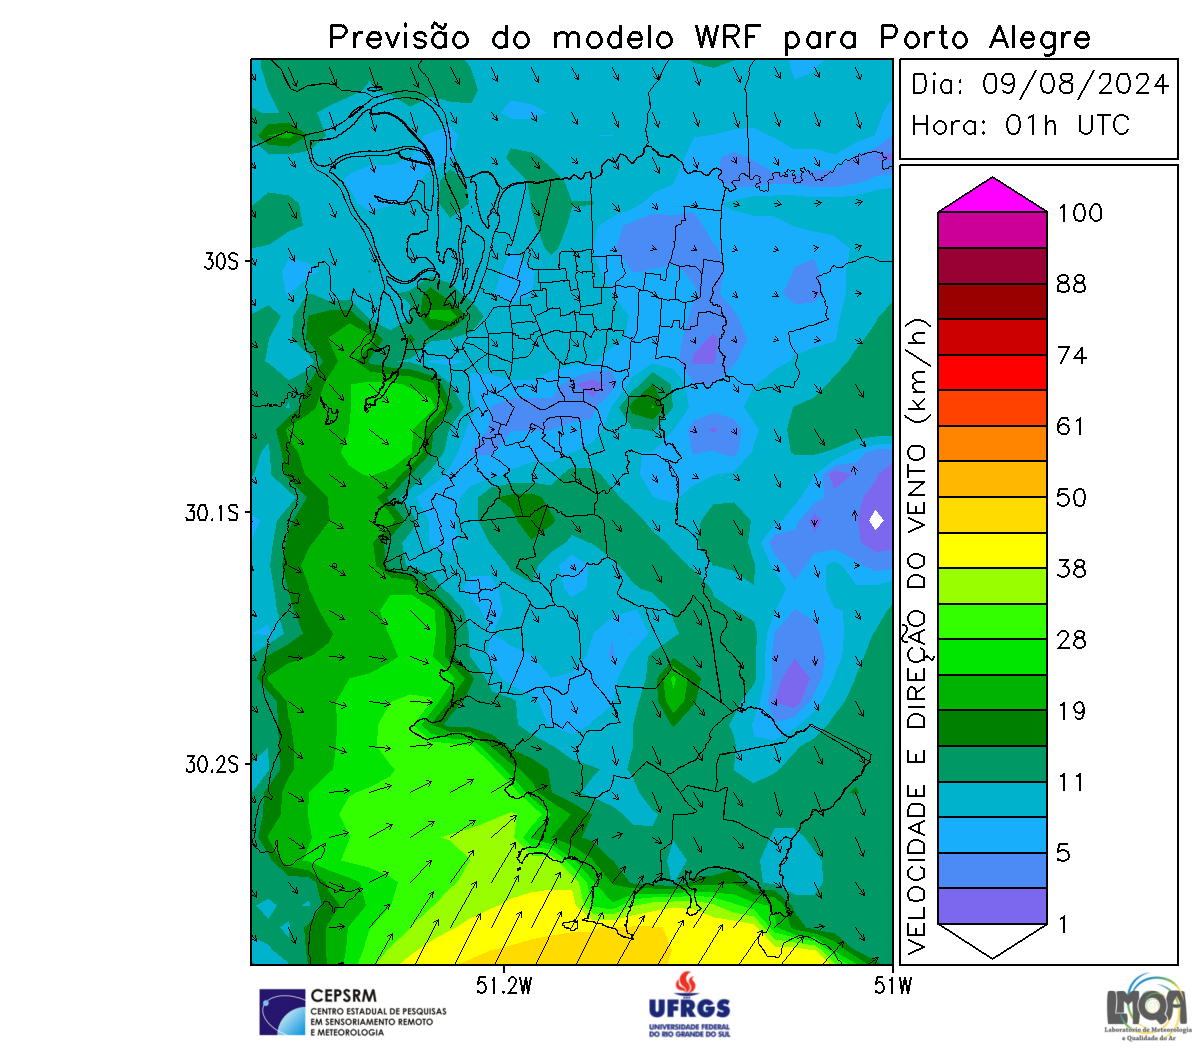 Previsão do modelo WRF para Porto Alegre
Dia: 09/08/2024
Hora: 01h UTC
30S
30.1S
30.2S
51.2W
51W
VELOCIDADE E DIREÇÃO DO VENTO (km/h)
100
88
74
61
50
38
28
19
11
5
1
CEPSRM
CENTRO ESTADUAL DE PESQUISAS
EM SENSORIAMENTO REMOTO
E METEOROLOGIA
UFRGS
UNIVERSIDADE FEDERAL
DO RIO GRANDE DO SUL
LMQA
Laboratório de Meteorologia
e Qualidade do Ar